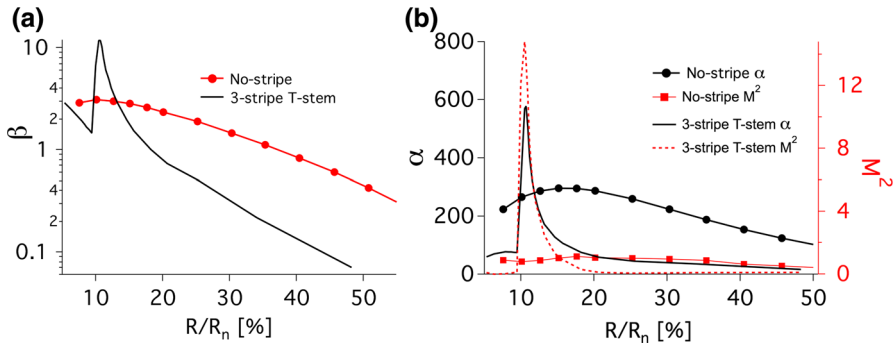 (a)
10
4
2
1
4
2
0.1
β
No-stripe
3-stripe T-stem
10
20
30
40
50
R/Rn [%]
(b)
800
600
400
200
0
α
No-stripe α
No-stripe M²
3-stripe T-stem α
3-stripe T-stem M²
12
8
4
0
M²
10
20
30
40
50
R/Rn [%]